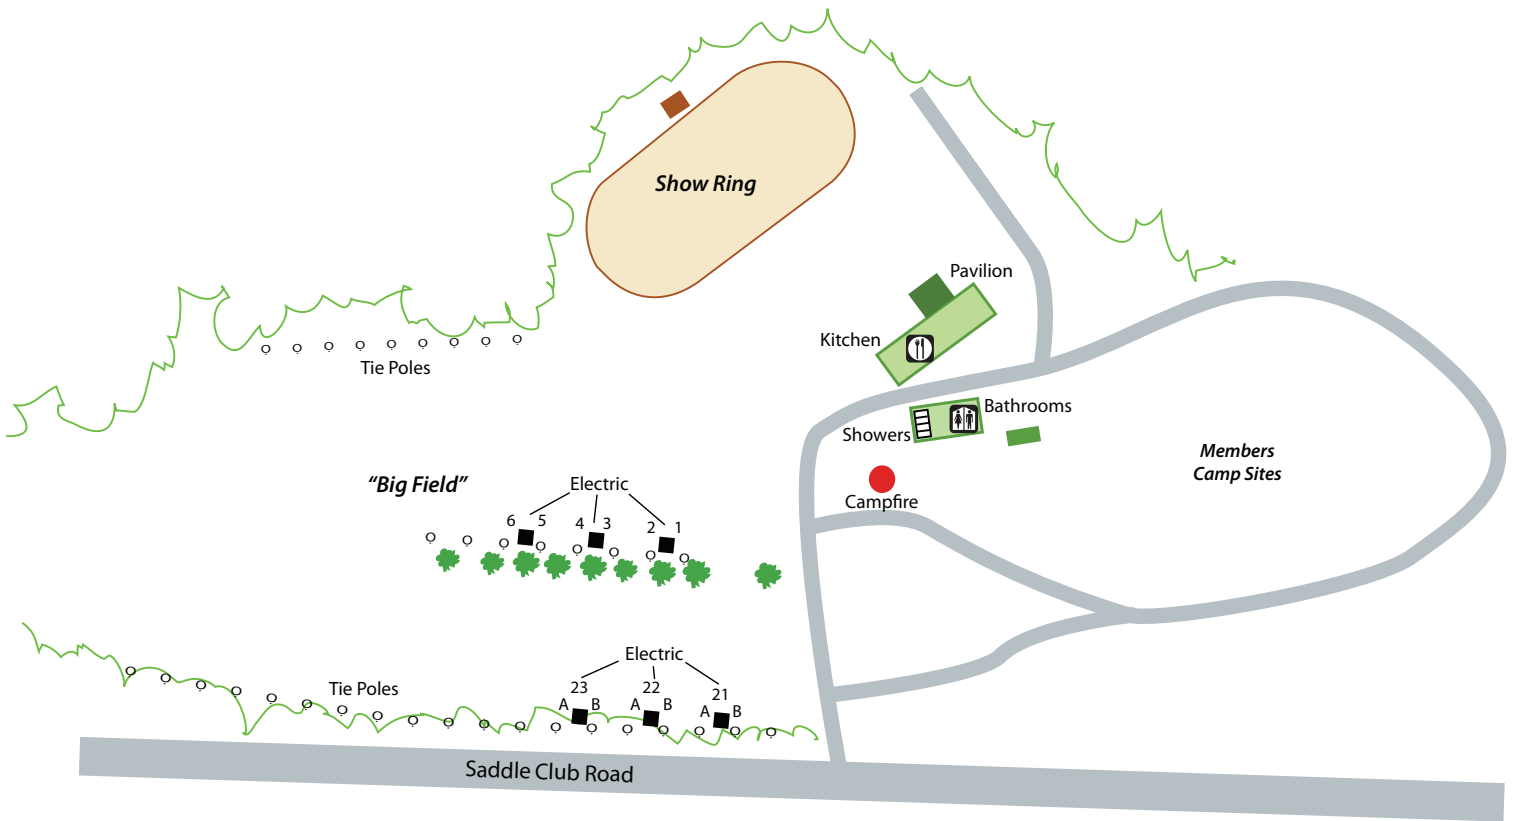 Show Ring
Pavilion
Kitchen
Tie Poles
Bathrooms
Showers
Members
Camp Sites
"Big Field"
Electric
Campfire
6 5 4 3 2 1
Electric
Tie Poles
23 22 21
A B A B A B
Saddle Club Road